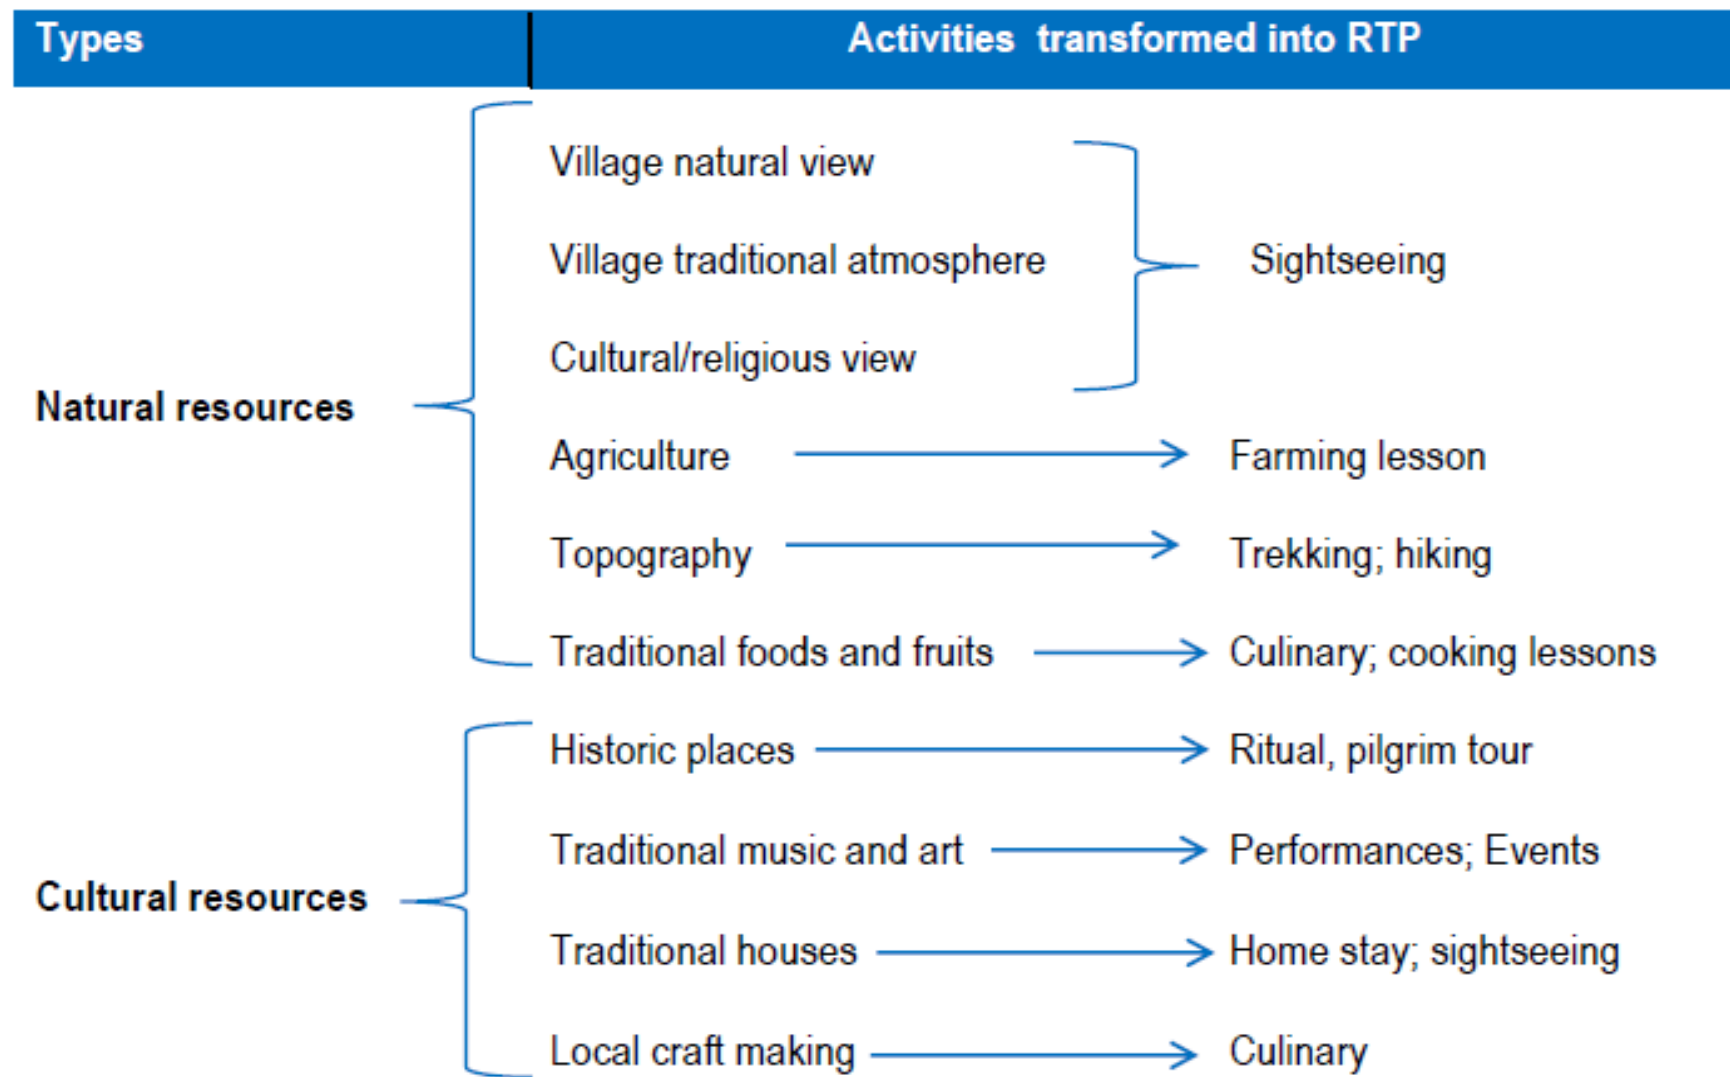 Types Activities transformed into RTP
Village natural view
Village traditional atmosphere Sightseeing
Cultural/religious view
Natural resources
Agriculture Farming lesson
Topography Trekking; hiking
Traditional foods and fruits Culinary; cooking lessons
Historic places Ritual, pilgrim tour
Traditional music and art Performances; Events
Cultural resources
Traditional houses Home stay; sightseeing
Local craft making Culinary